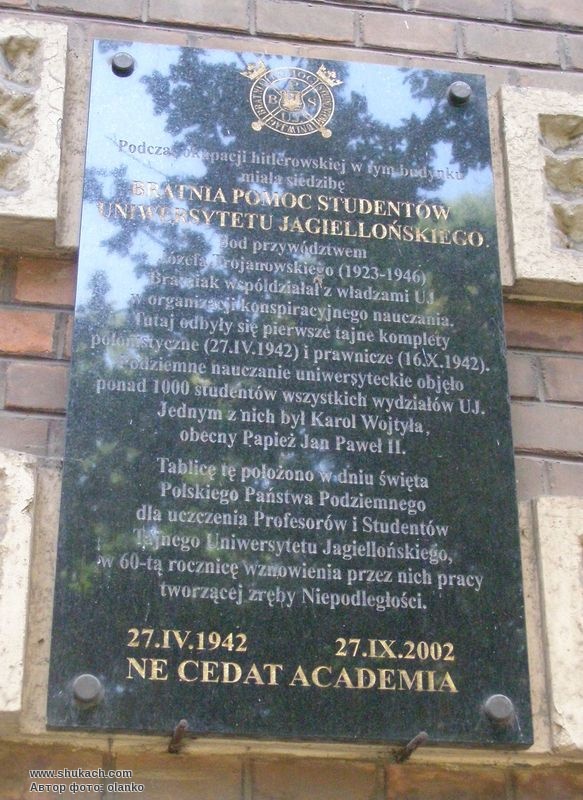 BRATNIA POMOC STUDENTÓW UNIW. JAG.
B S
U J
Podczas okupacji hitlerowskiej w tym budynku
miała siedzibę
BRATNIA POMOC STUDENTÓW
UNIWERSYTETU JAGIELLOŃSKIEGO.
Pod przywództwem
Józefa Trojanowskiego (1923-1946)
Bratniak współdziałał z władzami UJ
w organizacji konspiracyjnego nauczania.
Tutaj odbyły się pierwsze tajne komplety
polonistyczne (27.IV.1942) i prawnicze (16.X.1942).
Podziemne nauczanie uniwersyteckie objęło
ponad 1000 studentów wszystkich wydziałów UJ.
Jednym z nich był Karol Wojtyła,
obecny Papież Jan Paweł II.
Tablicę tę położono w dniu święta
Polskiego Państwa Podziemnego
dla uczczenia Profesorów i Studentów
Tajnego Uniwersytetu Jagiellońskiego,
w 60-tą rocznicę wznowienia przez nich pracy
tworzącej zręby Niepodległości.
27.IV.1942 27.IX.2002
NE CEDAT ACADEMIA
www.shukach.com
Автор фото: olanko